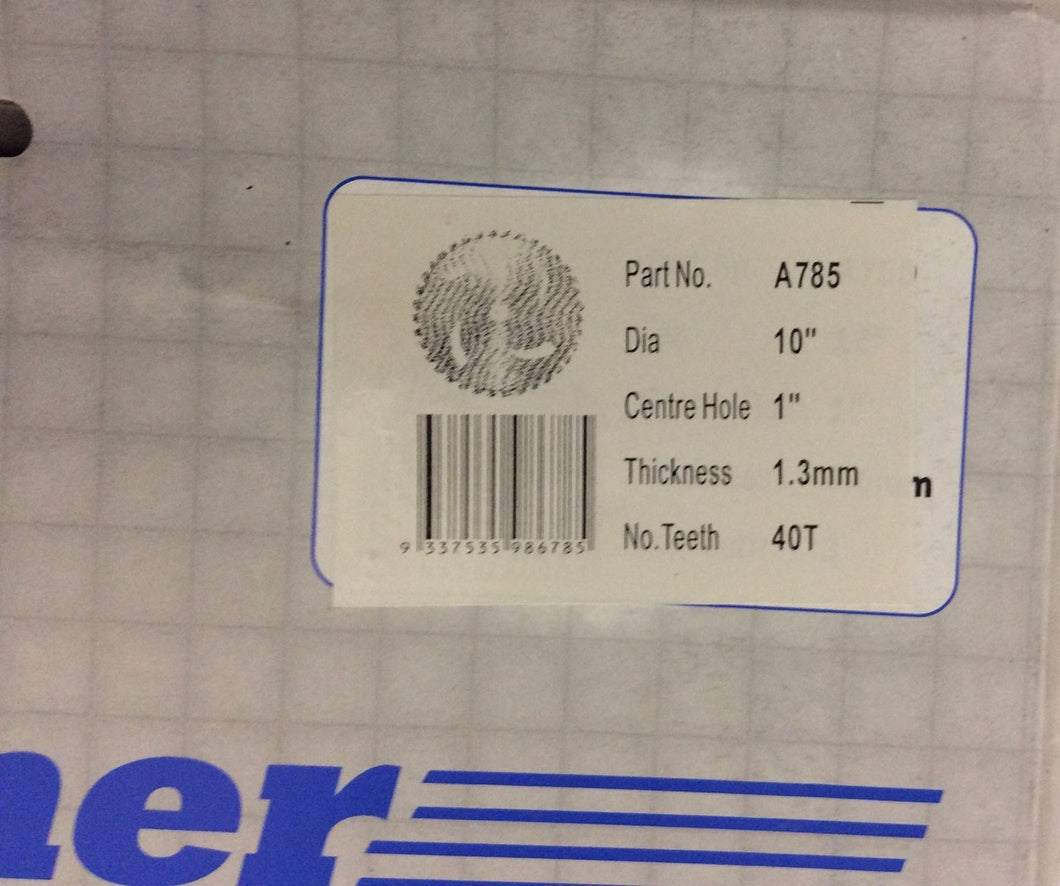 Part No. A785
Dia 10"
Centre Hole 1"
Thickness 1.3mm
No.Teeth 40T
9 337535 986785
n
ner